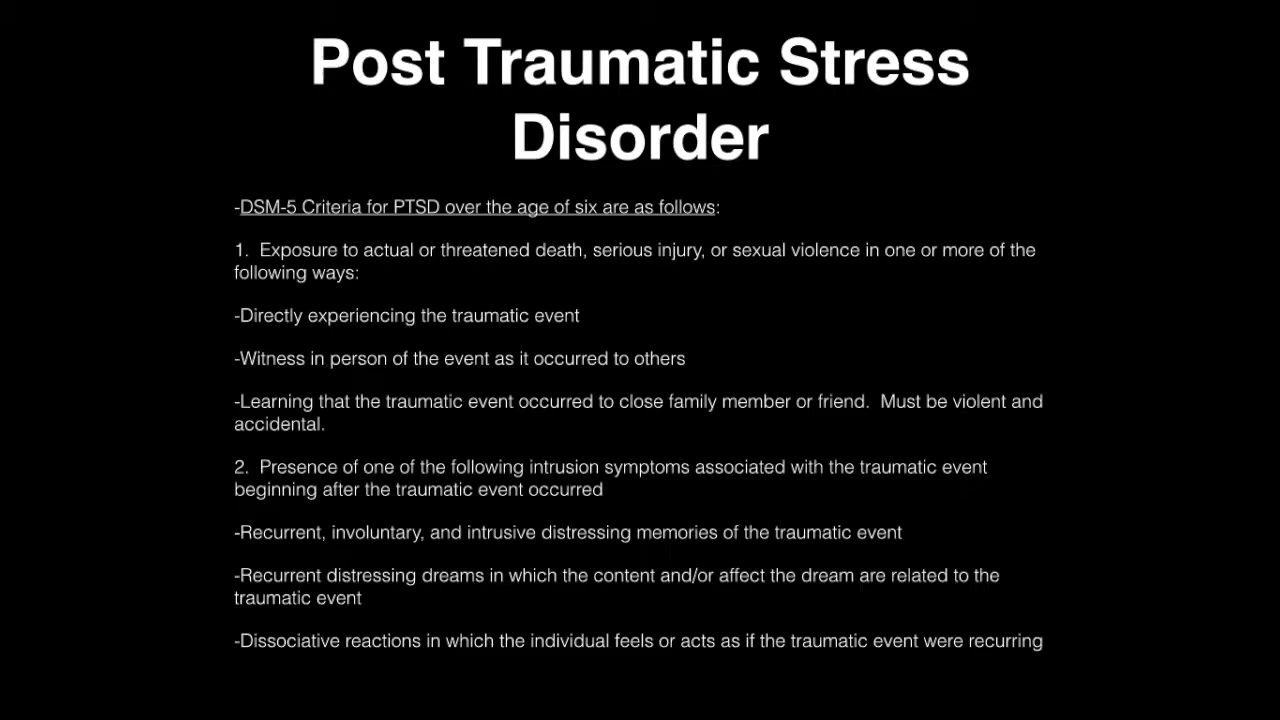 Post Traumatic Stress
Disorder
-DSM-5 Criteria for PTSD over the age of six are as follows:
1.  Exposure to actual or threatened death, serious injury, or sexual violence in one or more of the
following ways:
-Directly experiencing the traumatic event
-Witness in person of the event as it occurred to others
-Learning that the traumatic event occurred to close family member or friend.  Must be violent and
accidental.
2.  Presence of one of the following intrusion symptoms associated with the traumatic event
beginning after the traumatic event occurred
-Recurrent, involuntary, and intrusive distressing memories of the traumatic event
-Recurrent distressing dreams in which the content and/or affect the dream are related to the
traumatic event
-Dissociative reactions in which the individual feels or acts as if the traumatic event were recurring